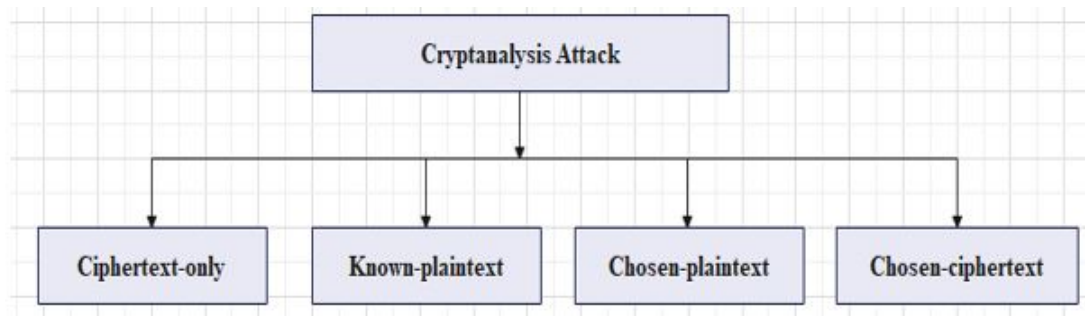 Cryptanalysis Attack
Ciphertext-only
Known-plaintext
Chosen-plaintext
Chosen-ciphertext